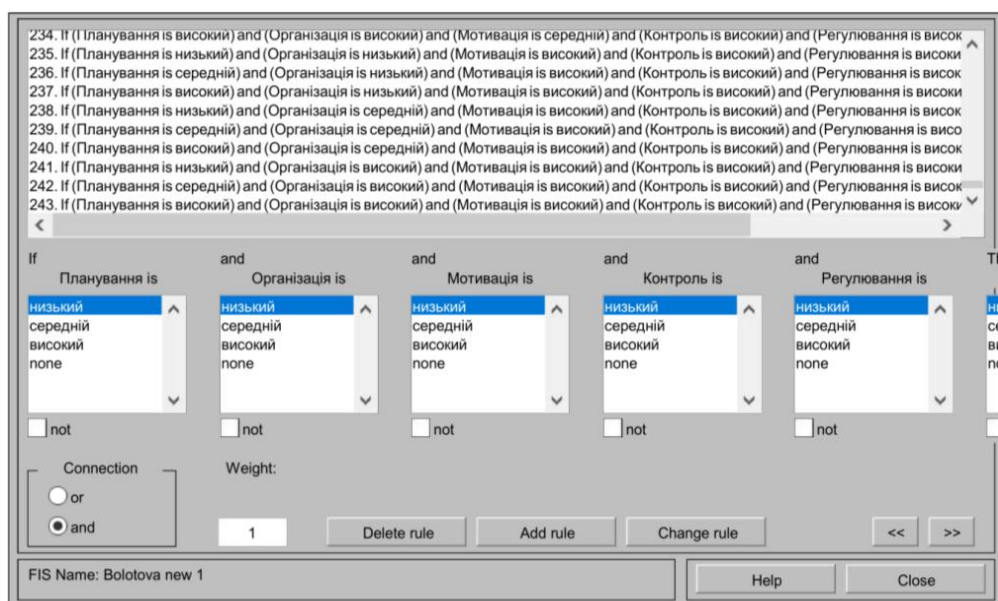 234. If (Планування is високий) and (Організація is високий) and (Мотивація is середній) and (Контроль is високий) and (Регулювання is висок
235. If (Планування is низький) and (Організація is низький) and (Мотивація is високий) and (Контроль is високий) and (Регулювання is високи
236. If (Планування is середній) and (Організація is низький) and (Мотивація is високий) and (Контроль is високий) and (Регулювання is висок
237. If (Планування is високий) and (Організація is низький) and (Мотивація is високий) and (Контроль is високий) and (Регулювання is високи
238. If (Планування is низький) and (Організація is середній) and (Мотивація is високий) and (Контроль is високий) and (Регулювання is висок
239. If (Планування is середній) and (Організація is середній) and (Мотивація is високий) and (Контроль is високий) and (Регулювання is висо
240. If (Планування is високий) and (Організація is середній) and (Мотивація is високий) and (Контроль is високий) and (Регулювання is висок
241. If (Планування is низький) and (Організація is високий) and (Мотивація is високий) and (Контроль is високий) and (Регулювання is високи
242. If (Планування is середній) and (Організація is високий) and (Мотивація is високий) and (Контроль is високий) and (Регулювання is висок
243. If (Планування is високий) and (Організація is високий) and (Мотивація is високий) and (Контроль is високий) and (Регулювання is високи
If and and and and
Планування is Організація is Мотивація is Контроль is Регулювання is
низький низький низький низький низький
середній середній середній середній середній
високий високий високий високий високий
none none none none none
not not not not not
Connection Weight:
or
and 1 Delete rule Add rule Change rule << >>
FIS Name: Bolotova new 1 Help Close